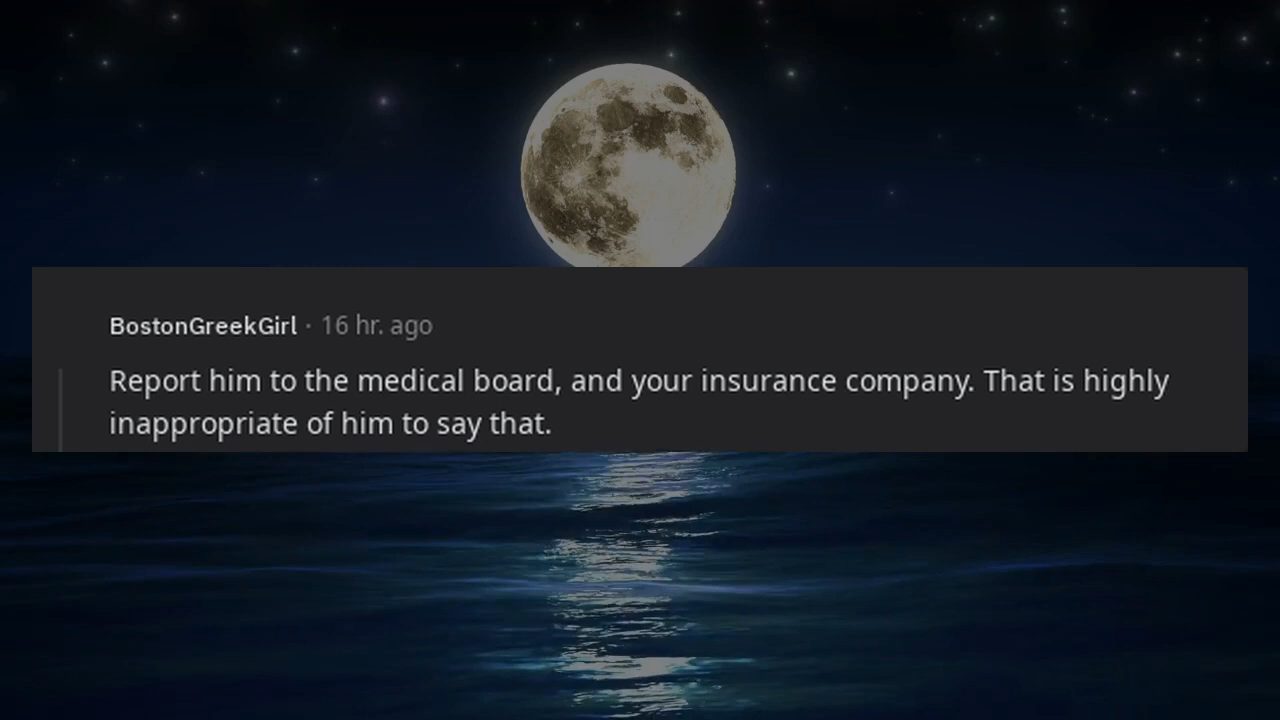 BostonGreekGirl · 16 hr. ago
Report him to the medical board, and your insurance company. That is highly
inappropriate of him to say that.